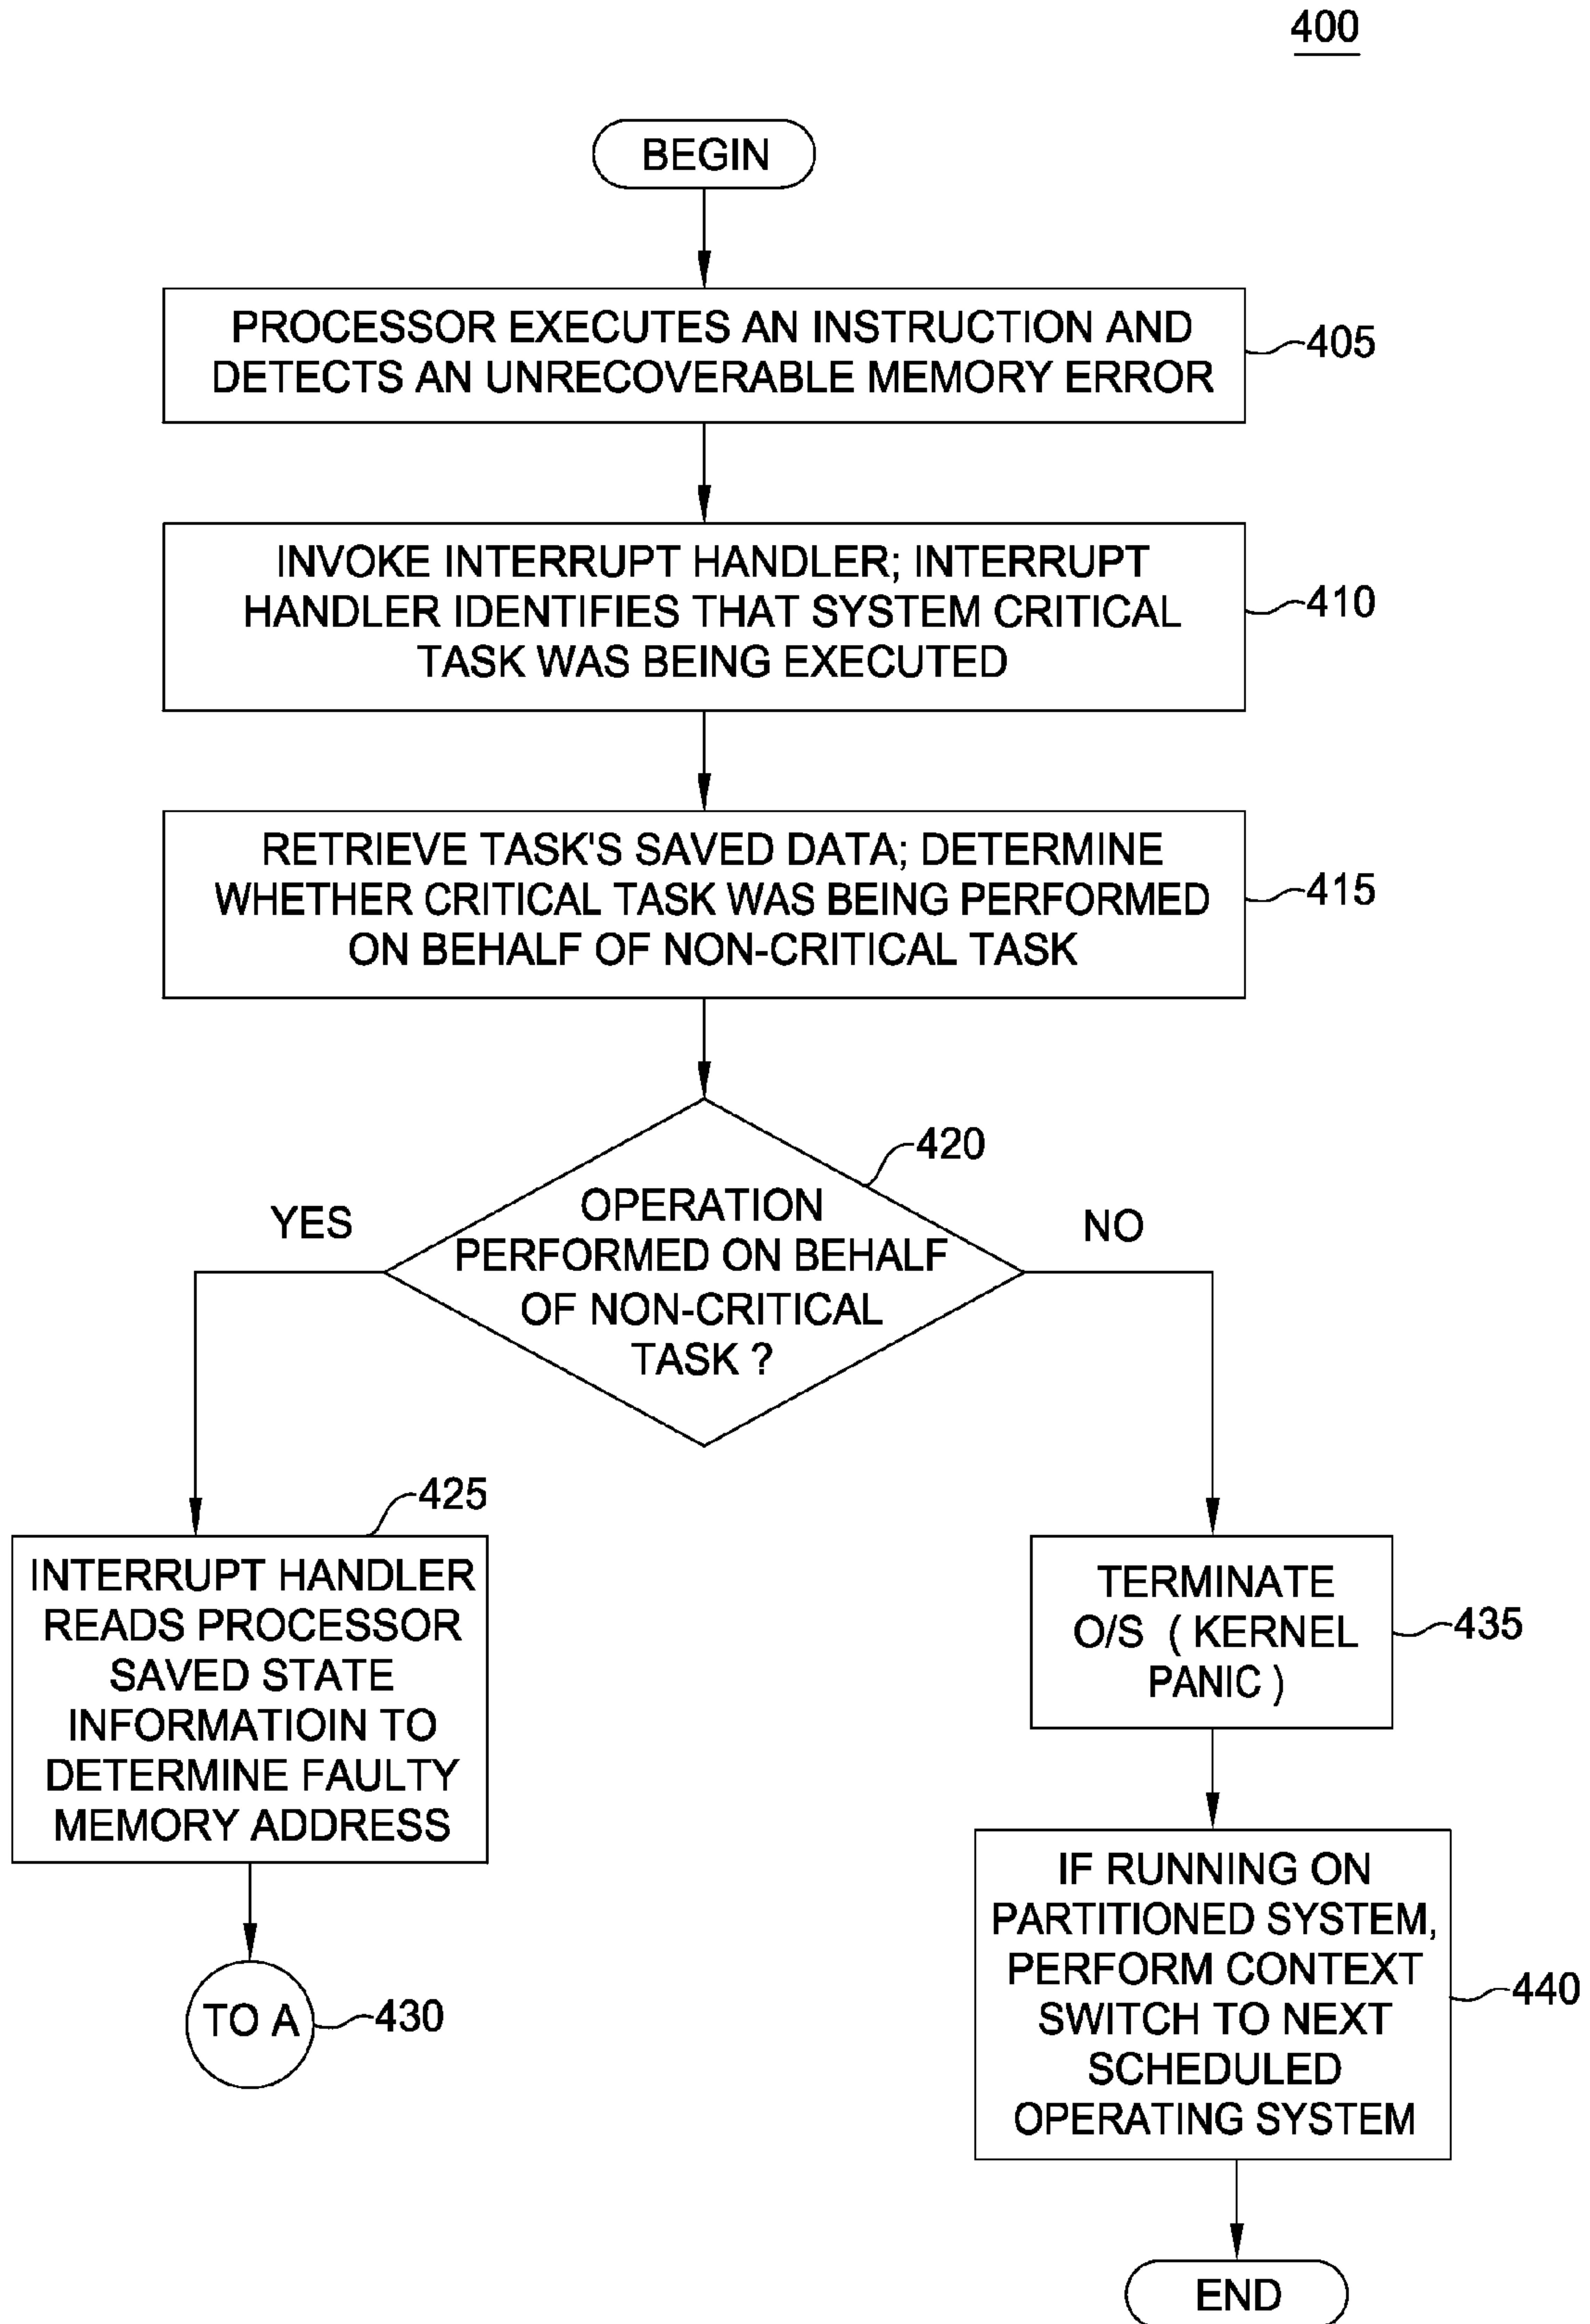 400
BEGIN
PROCESSOR EXECUTES AN INSTRUCTION AND
DETECTS AN UNRECOVERABLE MEMORY ERROR
405
INVOKE INTERRUPT HANDLER; INTERRUPT
HANDLER IDENTIFIES THAT SYSTEM CRITICAL
TASK WAS BEING EXECUTED
410
RETRIEVE TASK'S SAVED DATA; DETERMINE
WHETHER CRITICAL TASK WAS BEING PERFORMED
ON BEHALF OF NON-CRITICAL TASK
415
420
OPERATION
PERFORMED ON BEHALF
OF NON-CRITICAL
TASK ?
YES
NO
425
INTERRUPT HANDLER
READS PROCESSOR
SAVED STATE
INFORMATIOIN TO
DETERMINE FAULTY
MEMORY ADDRESS
TO A
430
TERMINATE
O/S ( KERNEL
PANIC )
435
IF RUNNING ON
PARTITIONED SYSTEM,
PERFORM CONTEXT
SWITCH TO NEXT
SCHEDULED
OPERATING SYSTEM
440
END